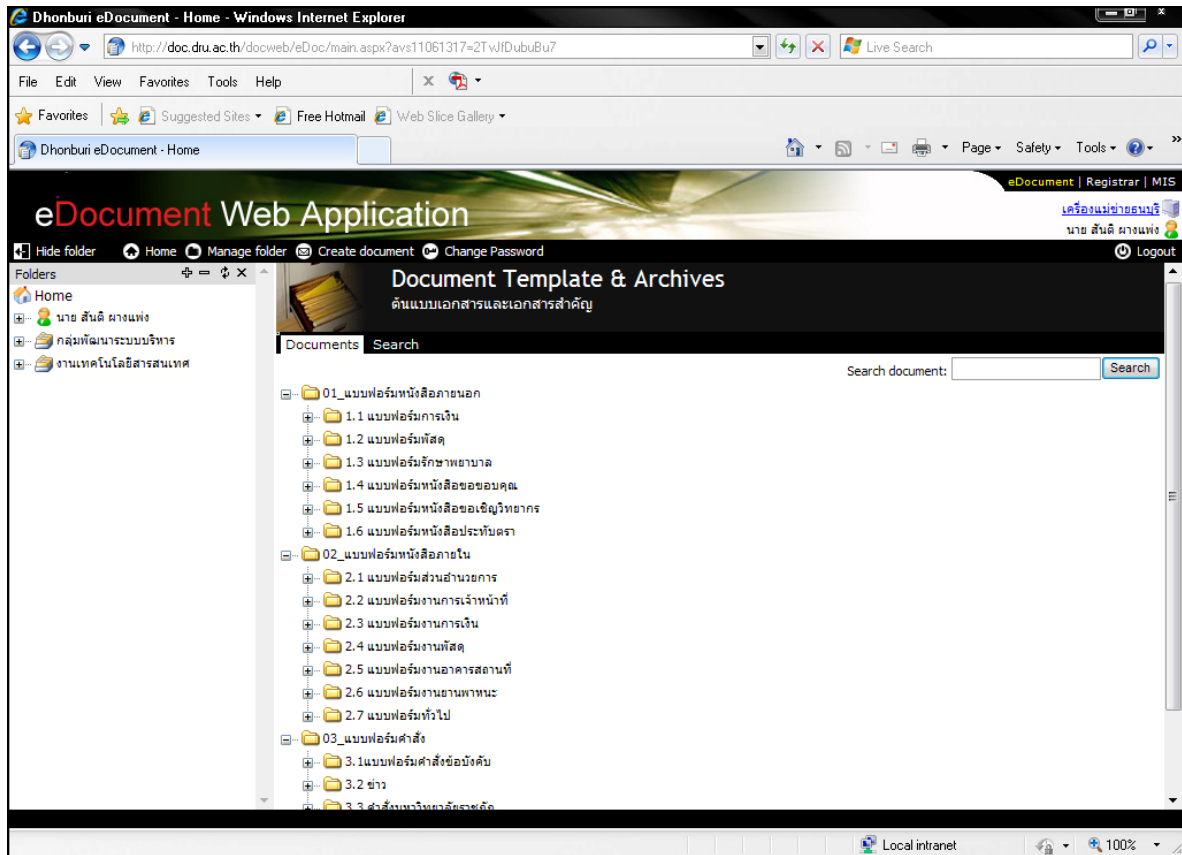 Dhonburi eDocument - Home - Windows Internet Explorer
http://doc.dru.ac.th/docweb/eDoc/main.aspx?avs11061317=2TvJfDubuBu7
Live Search
File Edit View Favorites Tools Help
Favorites Suggested Sites Free Hotmail Web Slice Gallery
Dhonburi eDocument - Home
Page Safety Tools
eDocument | Registrar | MIS
eDocument Web Application
เครื่องแม่ข่ายธนบุรี
นาย สันติ ผางแพ่ง
Hide folder Home Manage folder Create document Change Password Logout
Folders
Home
นาย สันติ ผางแพ่ง
กลุ่มพัฒนาระบบบริหาร
งานเทคโนโลยีสารสนเทศ
Document Template & Archives
ต้นแบบเอกสารและเอกสารสำคัญ
Documents Search
Search document: Search
01_แบบฟอร์มหนังสือภายนอก
1.1 แบบฟอร์มการเงิน
1.2 แบบฟอร์มพัสดุ
1.3 แบบฟอร์มรักษาพยาบาล
1.4 แบบฟอร์มหนังสือขอขอบคุณ
1.5 แบบฟอร์มหนังสือขอเชิญวิทยากร
1.6 แบบฟอร์มหนังสือประทับตรา
02_แบบฟอร์มหนังสือภายใน
2.1 แบบฟอร์มส่วนอำนวยการ
2.2 แบบฟอร์มงานการเจ้าหน้าที่
2.3 แบบฟอร์มงานการเงิน
2.4 แบบฟอร์มงานพัสดุ
2.5 แบบฟอร์มงานอาคารสถานที่
2.6 แบบฟอร์มงานยานพาหนะ
2.7 แบบฟอร์มทั่วไป
03_แบบฟอร์มคำสั่ง
3.1แบบฟอร์มคำสั่งข้อบังคับ
3.2 ข่าว
3.3 คำสั่งมหาวิทยาลัยราชภัฏ
Local intranet 100%